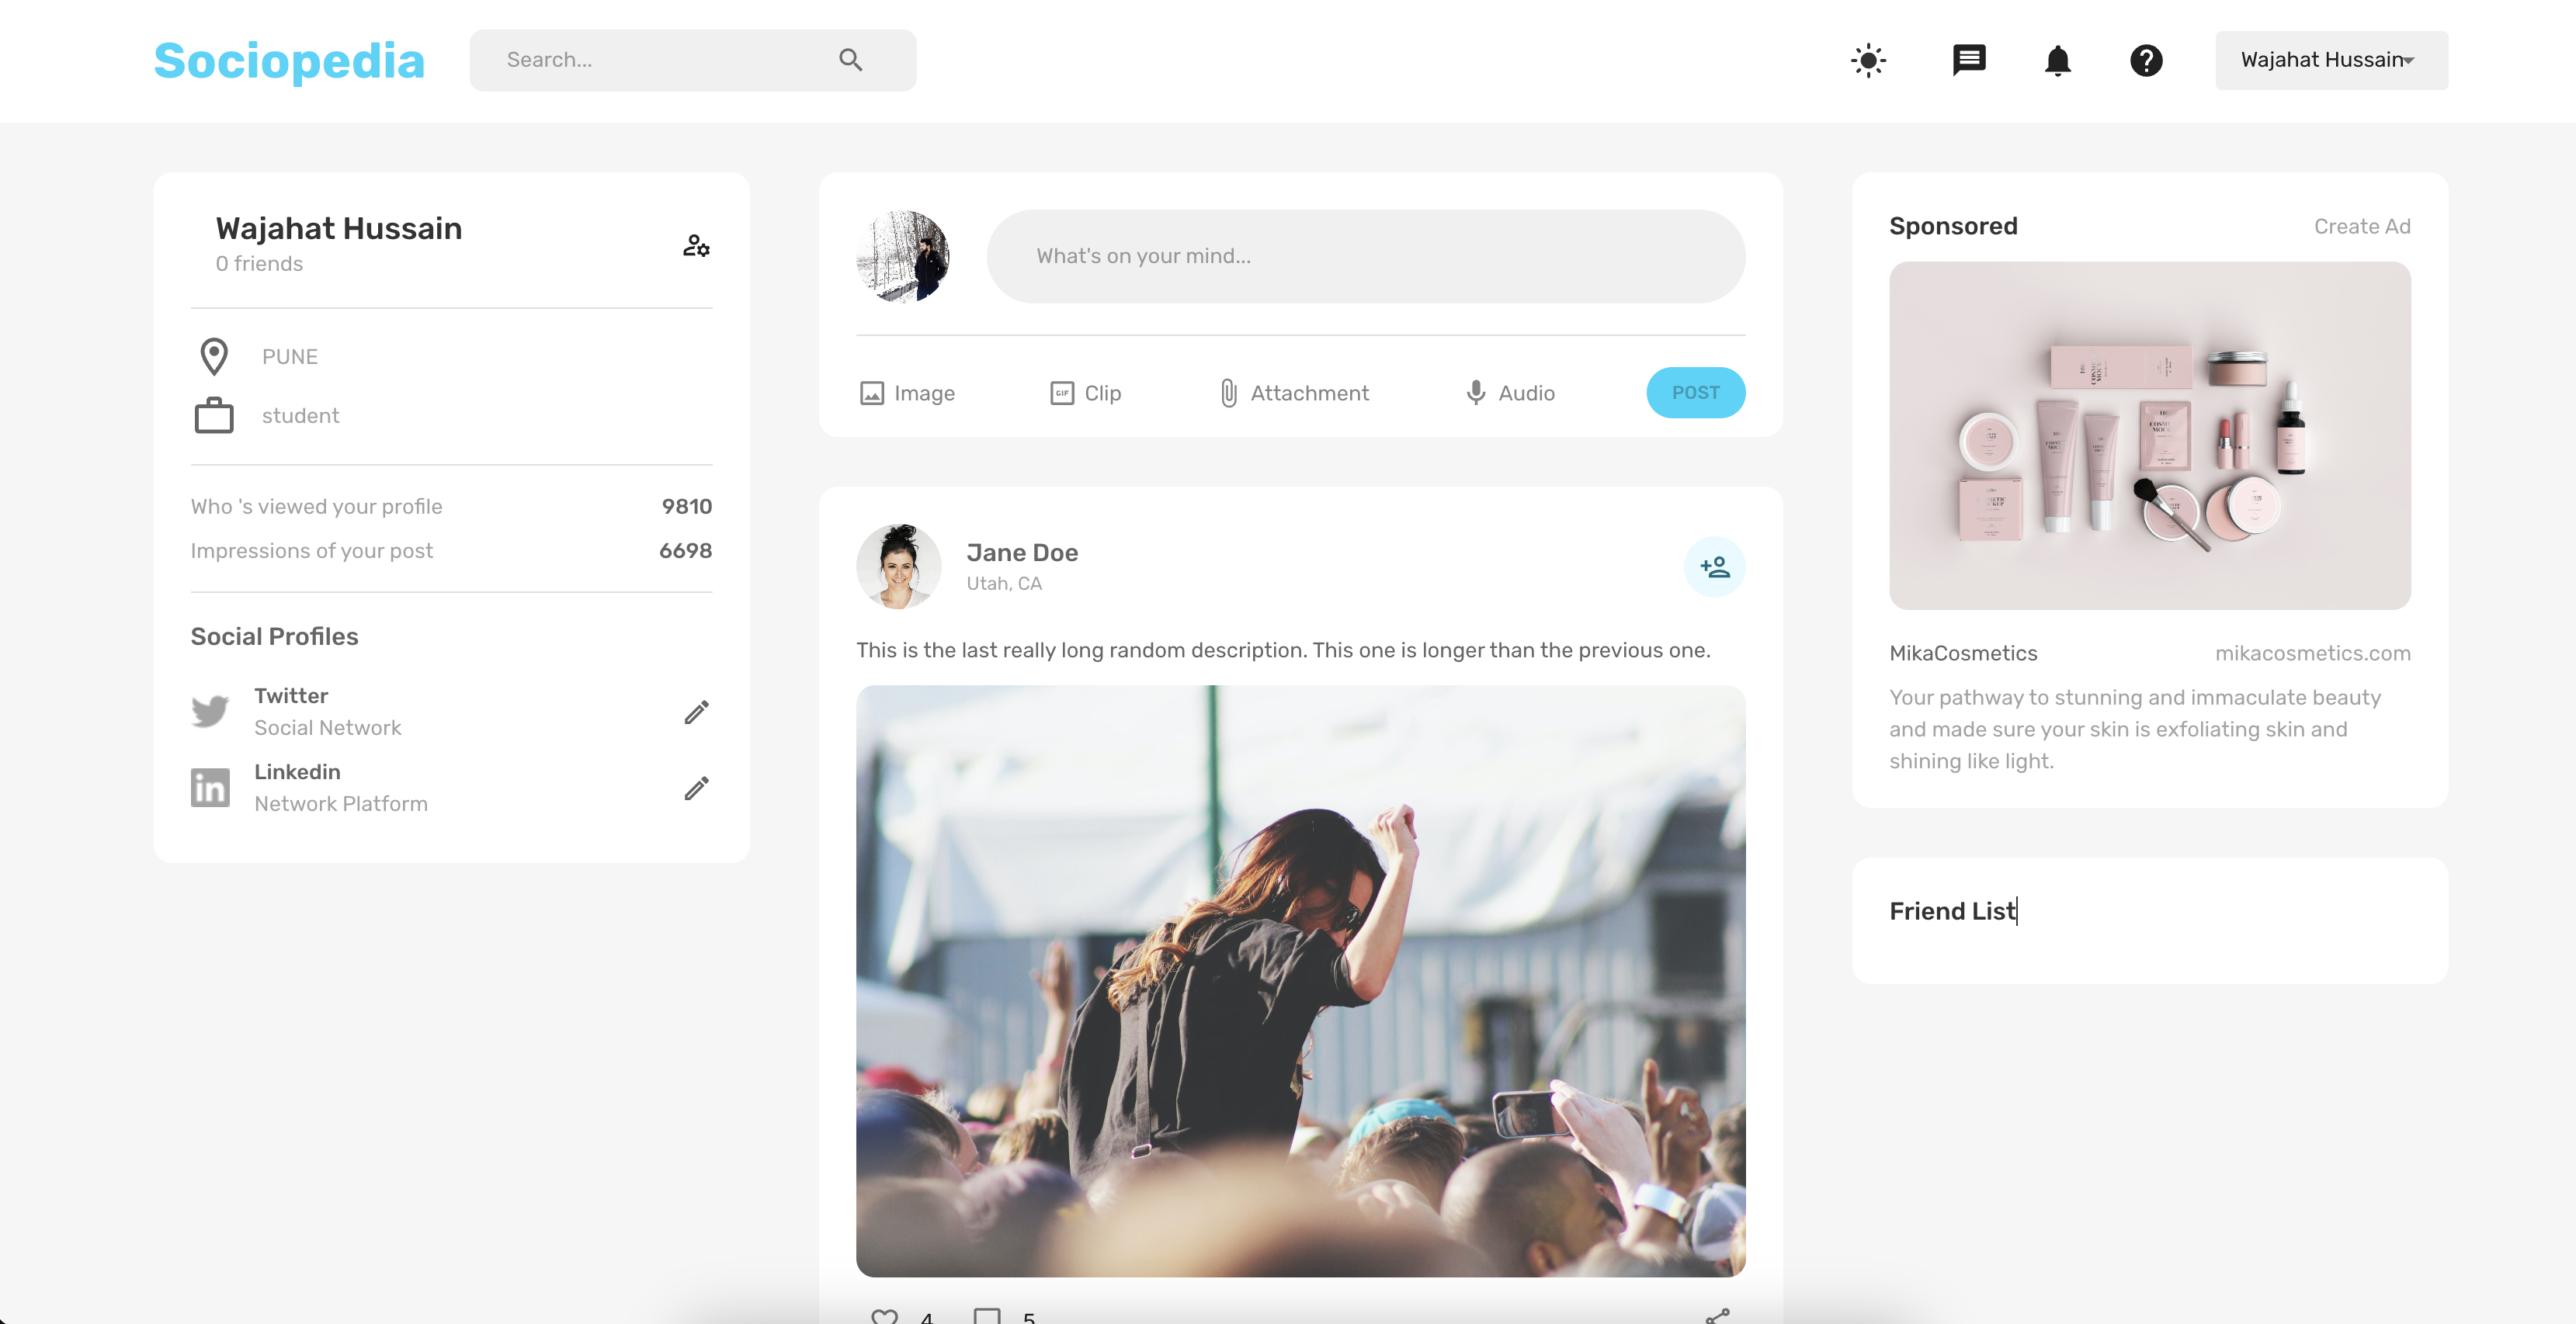 Sociopedia
Search...
Wajahat Hussain
Wajahat Hussain
0 friends
PUNE
student
Who 's viewed your profile 9810
Impressions of your post 6698
Social Profiles
Twitter
Social Network
Linkedin
Network Platform
What's on your mind...
Image
GIF Clip
Attachment
Audio
POST
Jane Doe
Utah, CA
This is the last really long random description. This one is longer than the previous one.
4
5
Sponsored
Create Ad
MikaCosmetics
mikacosmetics.com
Your pathway to stunning and immaculate beauty
and made sure your skin is exfoliating skin and
shining like light.
Friend List